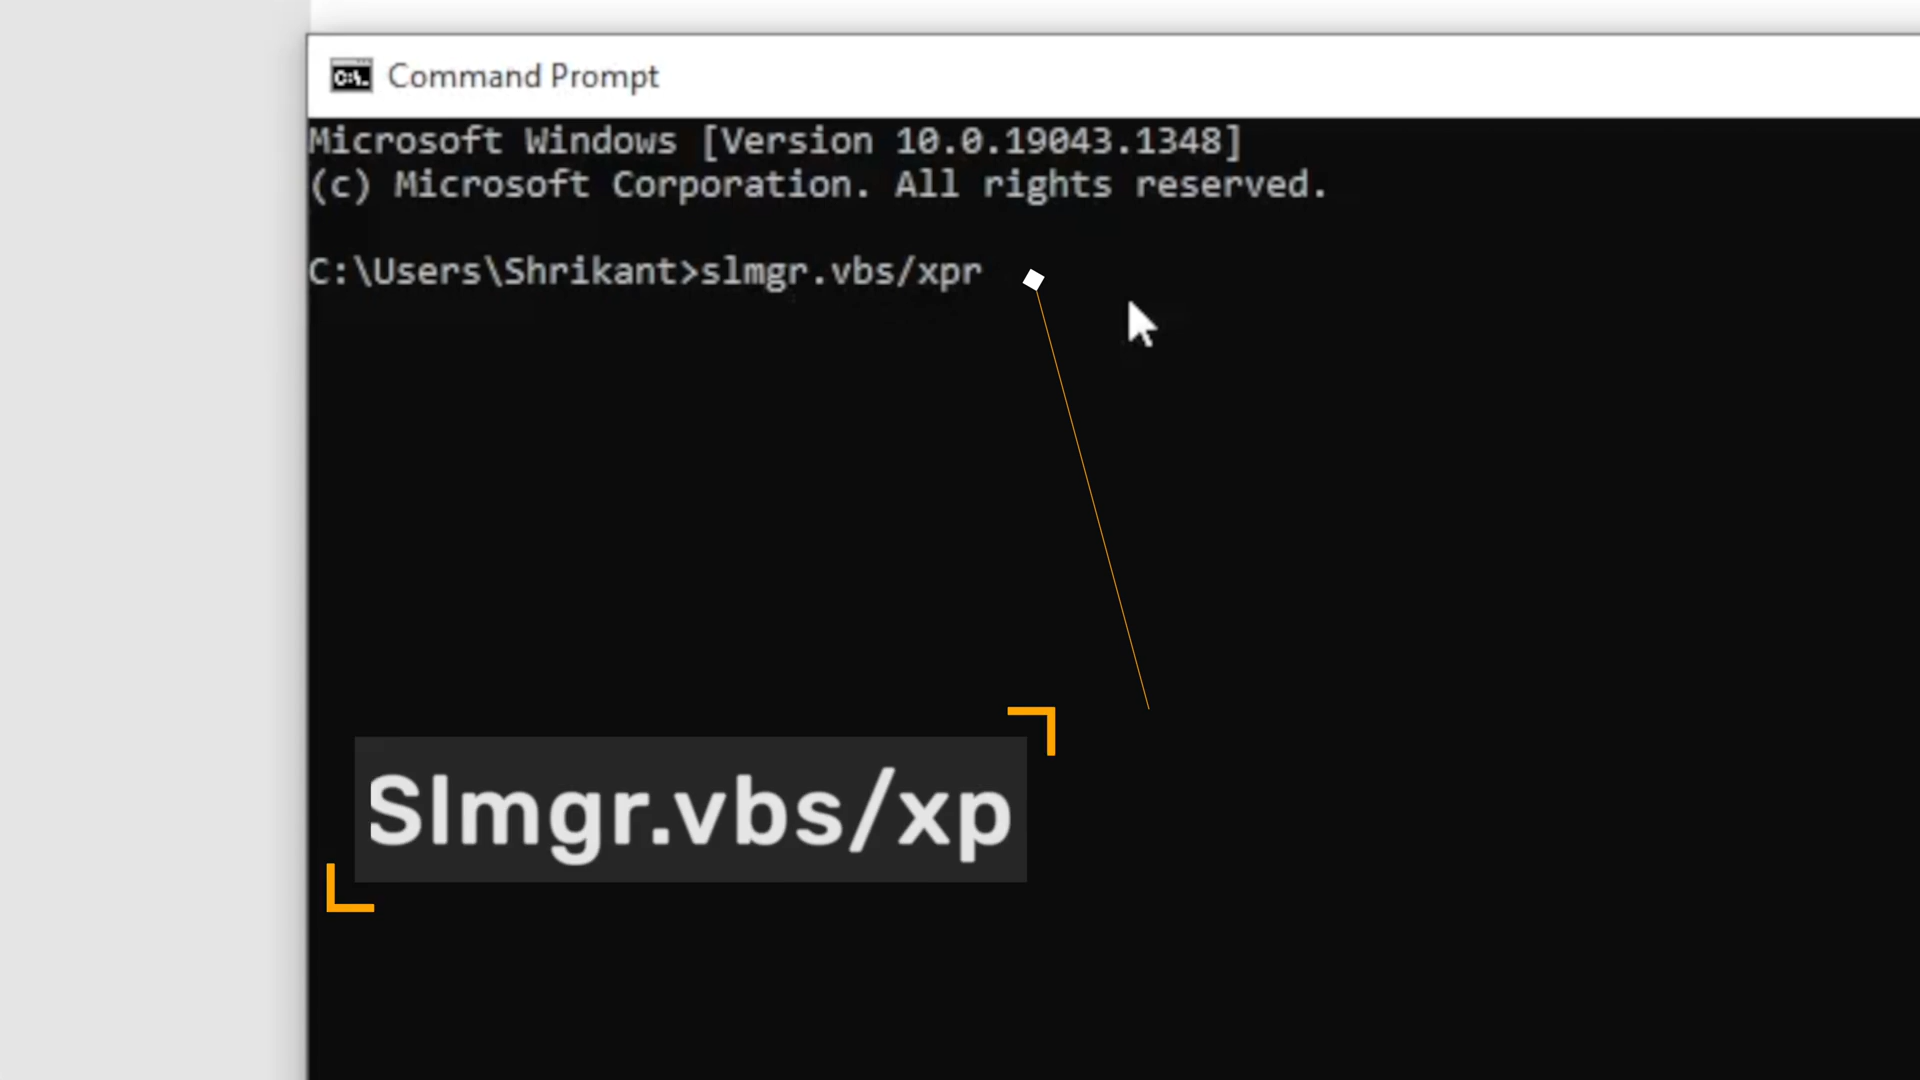 C:\. Command Prompt
Microsoft Windows [Version 10.0.19043.1348]
(c) Microsoft Corporation. All rights reserved.
C:\Users\Shrikant>slmgr.vbs/xpr
Slmgr.vbs/xp